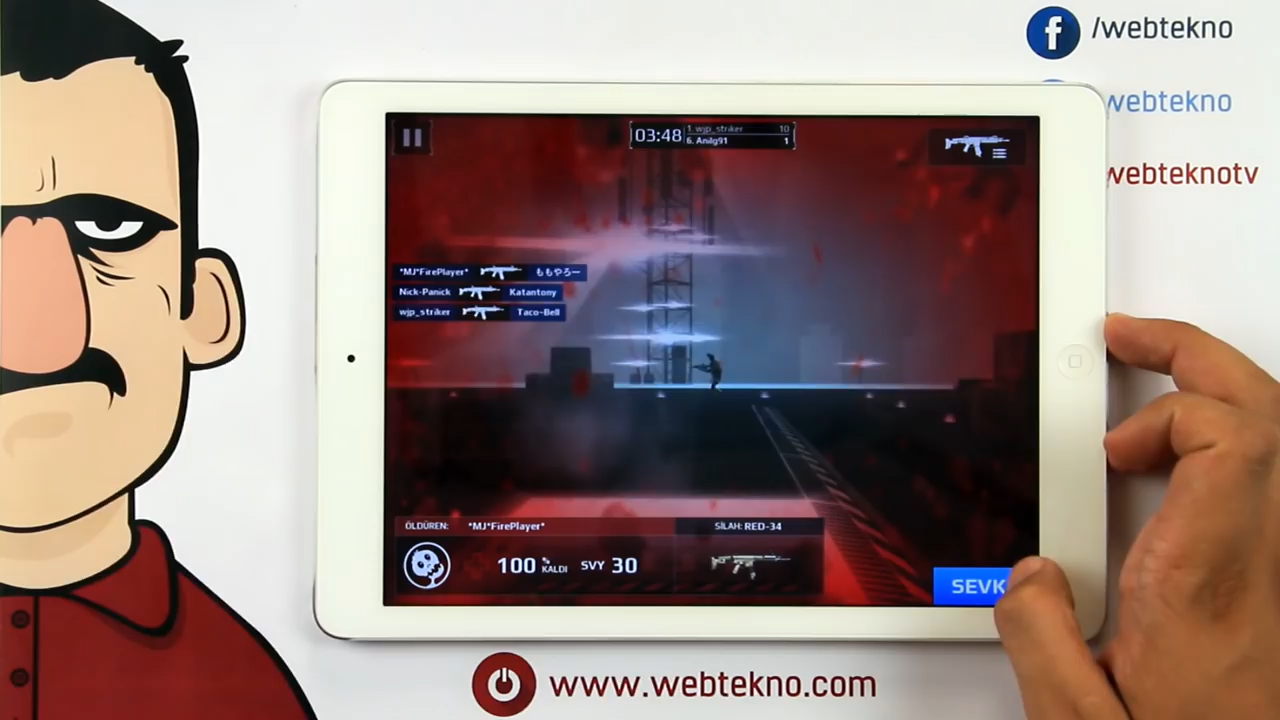 f /webtekno
webtekno
webteknotv
03:48
1. wjp_striker 10
6. Anilg91 1
*MJ*FirePlayer* ももやろー
Nick-Panick Katantony
wjp_striker Taco-Bell
ÖLDÜREN: *MJ*FirePlayer*
SİLAH: RED-34
100 % KALDI SVY 30
SEVK
www.webtekno.com